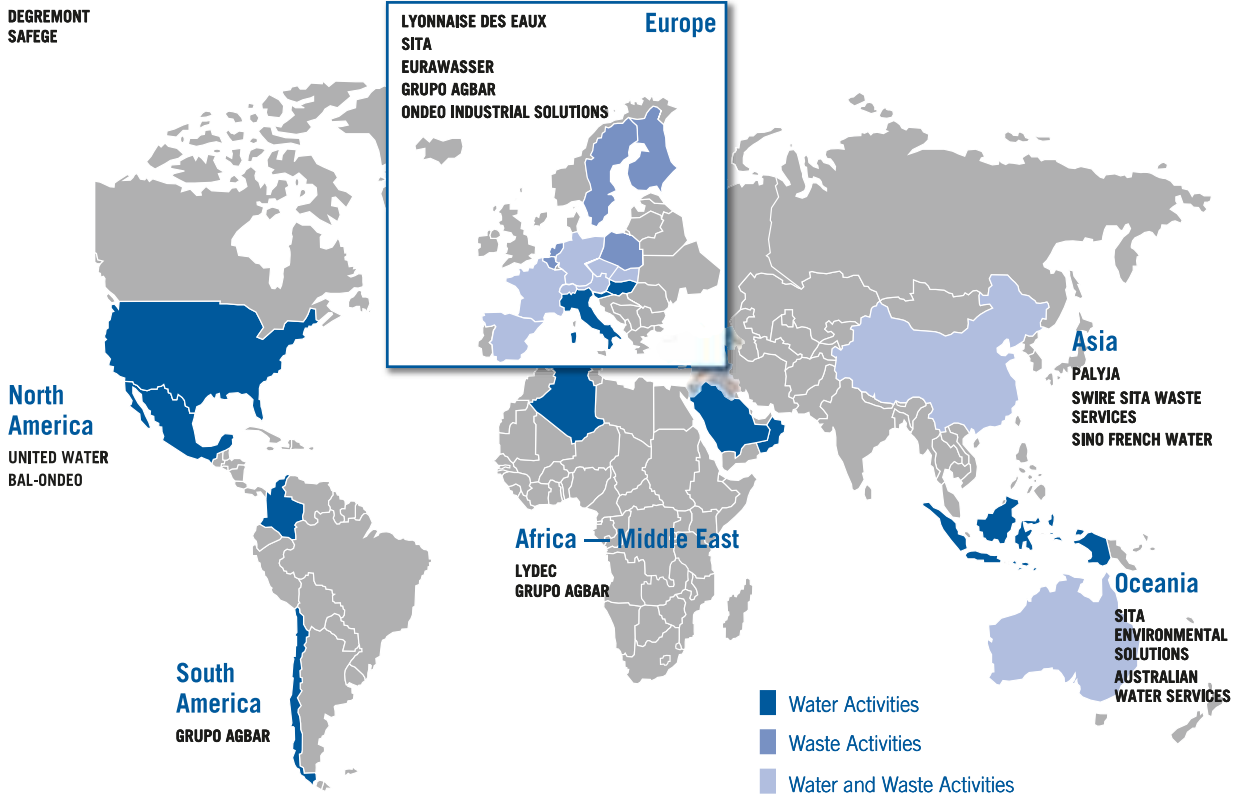 DEGREMONT
SAFEGE
LYONNAISE DES EAUX
SITA
EURAWASSER
GRUPO AGBAR
ONDEO INDUSTRIAL SOLUTIONS
Europe
North
America
UNITED WATER
BAL-ONDEO
South
America
GRUPO AGBAR
Africa — Middle East
LYDEC
GRUPO AGBAR
Asia
PALYJA
SWIRE SITA WASTE
SERVICES
SINO FRENCH WATER
Oceania
SITA
ENVIRONMENTAL
SOLUTIONS
AUSTRALIAN
WATER SERVICES
Water Activities
Waste Activities
Water and Waste Activities